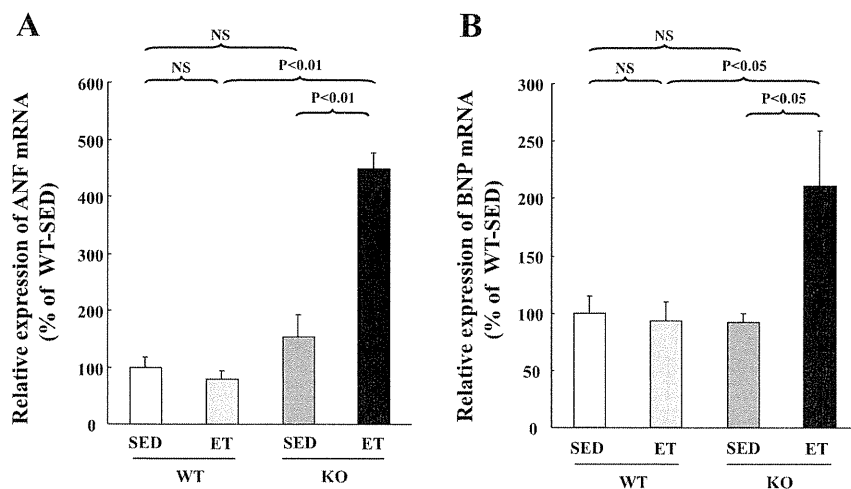 A
NS
NS
P<0.01
P<0.01
Relative expression of ANF mRNA
(% of WT-SED)
600
500
400
300
200
100
0
SED
ET
SED
ET
WT
KO
B
NS
NS
P<0.05
P<0.05
Relative expression of BNP mRNA
(% of WT-SED)
300
250
200
150
100
50
0
SED
ET
SED
ET
WT
KO